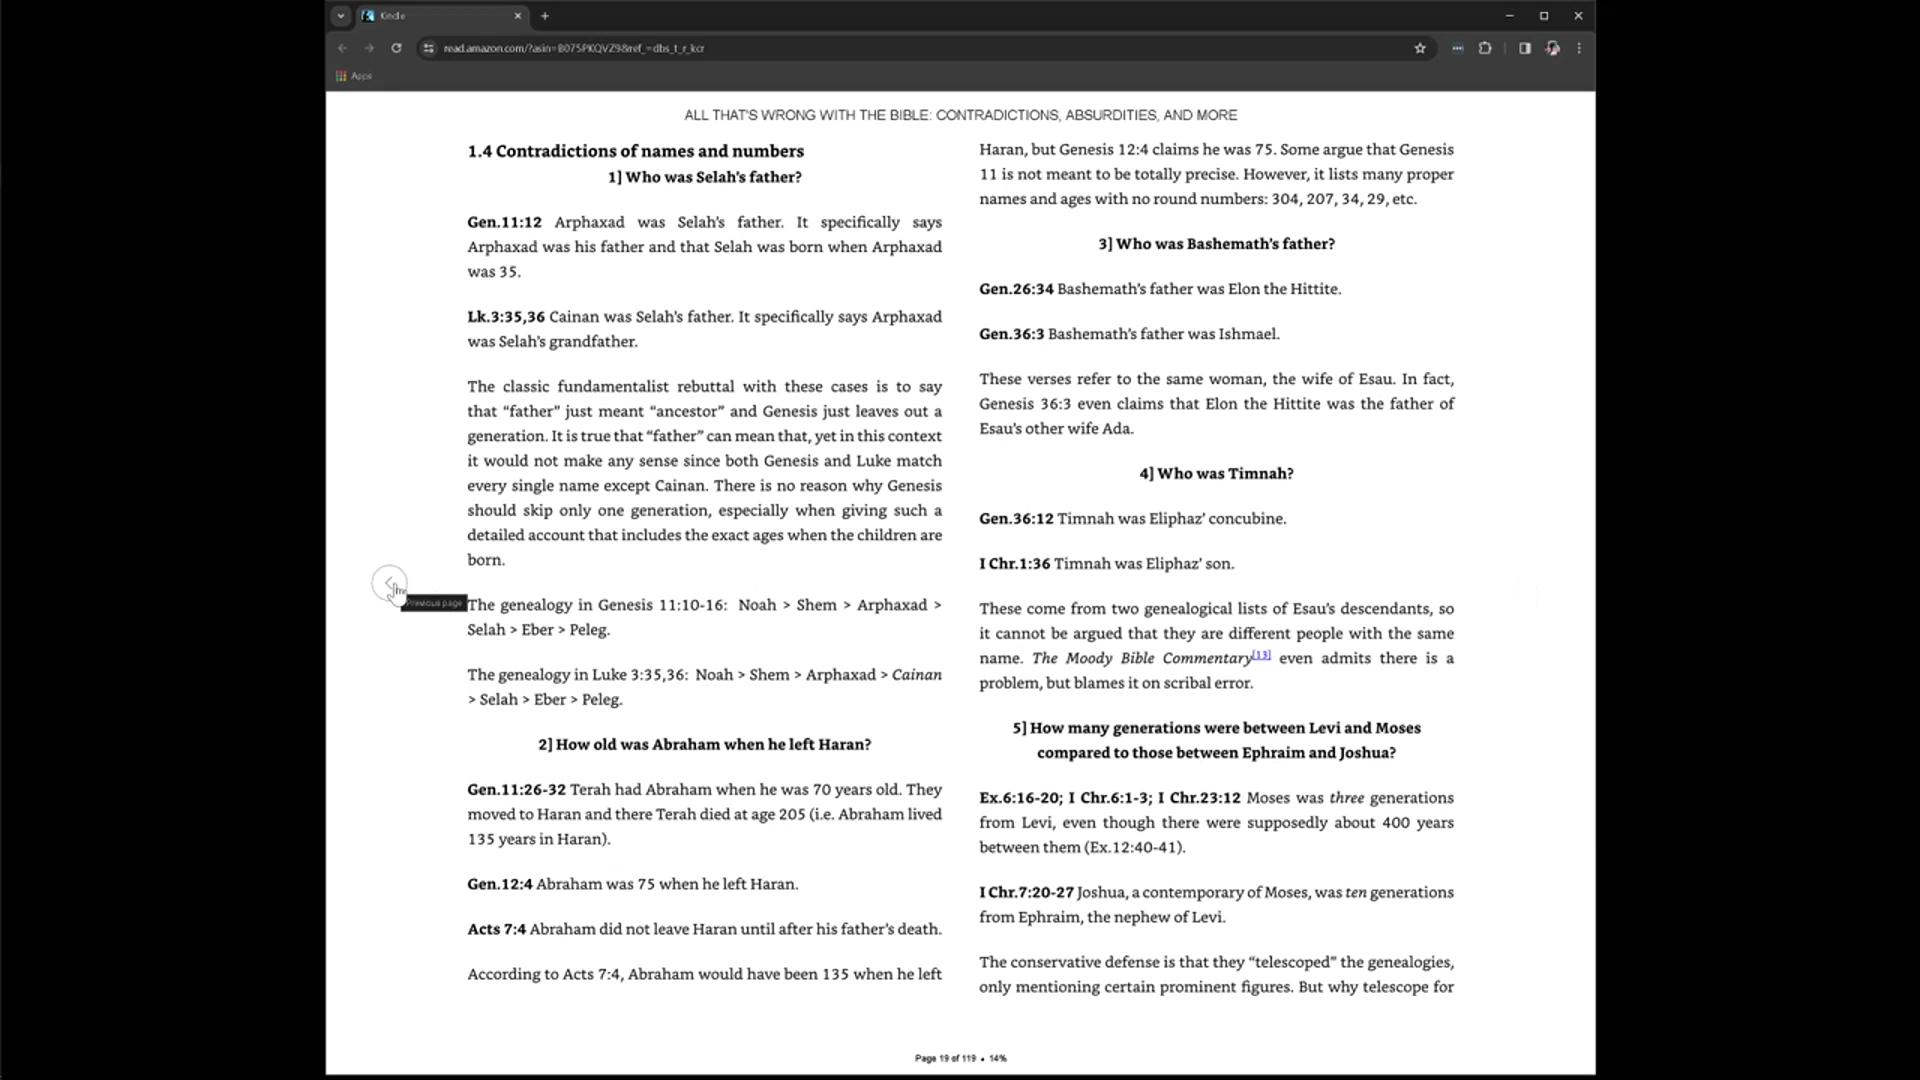 Kindle
read.amazon.com/?asin=B075PKQVZ9&ref_=dbs_t_r_kcr
Apps
ALL THAT'S WRONG WITH THE BIBLE: CONTRADICTIONS, ABSURDITIES, AND MORE
1.4 Contradictions of names and numbers
1] Who was Selah's father?
Gen.11:12 Arphaxad was Selah's father. It specifically says
Arphaxad was his father and that Selah was born when Arphaxad
was 35.
Lk.3:35,36 Cainan was Selah's father. It specifically says Arphaxad
was Selah's grandfather.
The classic fundamentalist rebuttal with these cases is to say
that “father” just meant “ancestor” and Genesis just leaves out a
generation. It is true that “father” can mean that, yet in this context
it would not make any sense since both Genesis and Luke match
every single name except Cainan. There is no reason why Genesis
should skip only one generation, especially when giving such a
detailed account that includes the exact ages when the children are
born.
Previous page
The genealogy in Genesis 11:10-16: Noah > Shem > Arphaxad >
Selah > Eber > Peleg.
The genealogy in Luke 3:35,36: Noah > Shem > Arphaxad > Cainan
> Selah > Eber > Peleg.
2] How old was Abraham when he left Haran?
Gen.11:26-32 Terah had Abraham when he was 70 years old. They
moved to Haran and there Terah died at age 205 (i.e. Abraham lived
135 years in Haran).
Gen.12:4 Abraham was 75 when he left Haran.
Acts 7:4 Abraham did not leave Haran until after his father's death.
According to Acts 7:4, Abraham would have been 135 when he left
Haran, but Genesis 12:4 claims he was 75. Some argue that Genesis
11 is not meant to be totally precise. However, it lists many proper
names and ages with no round numbers: 304, 207, 34, 29, etc.
3] Who was Bashemath's father?
Gen.26:34 Bashemath's father was Elon the Hittite.
Gen.36:3 Bashemath's father was Ishmael.
These verses refer to the same woman, the wife of Esau. In fact,
Genesis 36:3 even claims that Elon the Hittite was the father of
Esau's other wife Ada.
4] Who was Timnah?
Gen.36:12 Timnah was Eliphaz' concubine.
I Chr.1:36 Timnah was Eliphaz' son.
These come from two genealogical lists of Esau's descendants, so
it cannot be argued that they are different people with the same
name. The Moody Bible Commentary[13] even admits there is a
problem, but blames it on scribal error.
5] How many generations were between Levi and Moses
compared to those between Ephraim and Joshua?
Ex.6:16-20; I Chr.6:1-3; I Chr.23:12 Moses was three generations
from Levi, even though there were supposedly about 400 years
between them (Ex.12:40-41).
I Chr.7:20-27 Joshua, a contemporary of Moses, was ten generations
from Ephraim, the nephew of Levi.
The conservative defense is that they “telescoped” the genealogies,
only mentioning certain prominent figures. But why telescope for
Page 19 of 119 • 14%